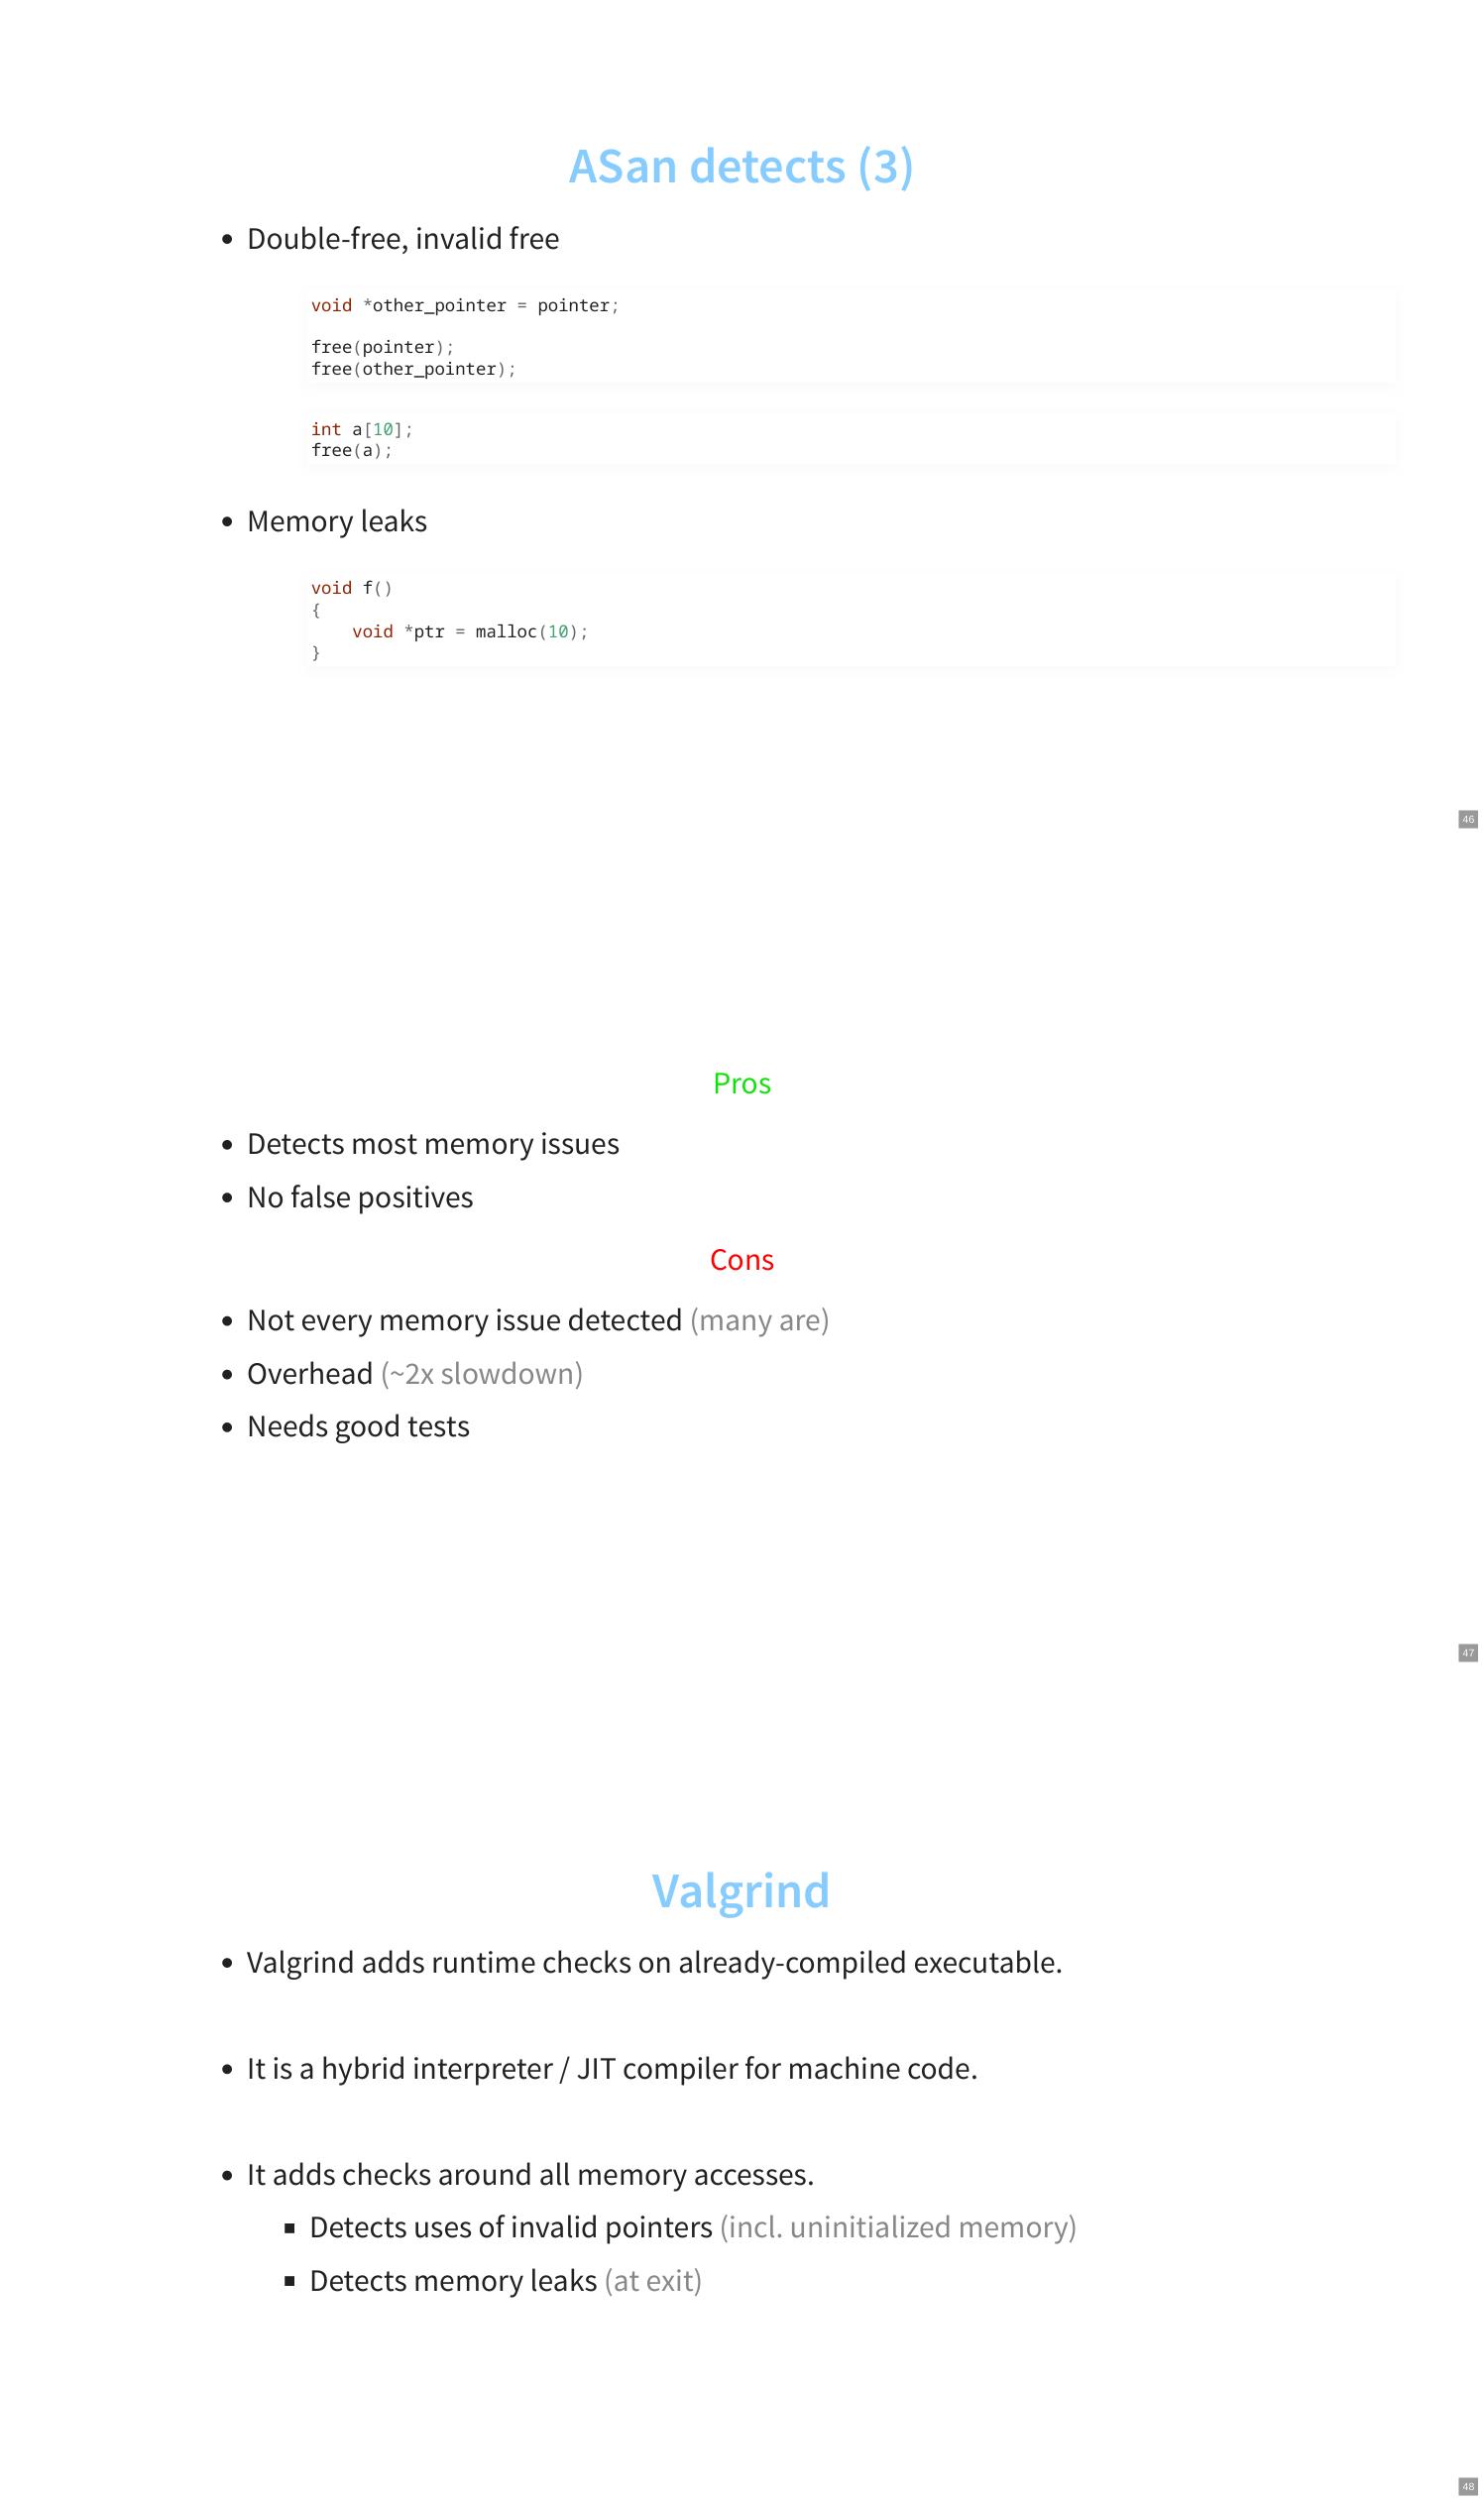 ASan detects (3)
• Double-free, invalid free
void *other_pointer = pointer;
free(pointer);
free(other_pointer);
int a[10];
free(a);
• Memory leaks
void f()
{
    void *ptr = malloc(10);
}
46
Pros
• Detects most memory issues
• No false positives
Cons
• Not every memory issue detected (many are)
• Overhead (~2x slowdown)
• Needs good tests
47
Valgrind
• Valgrind adds runtime checks on already-compiled executable.
• It is a hybrid interpreter / JIT compiler for machine code.
• It adds checks around all memory accesses.
▪ Detects uses of invalid pointers (incl. uninitialized memory)
▪ Detects memory leaks (at exit)
48